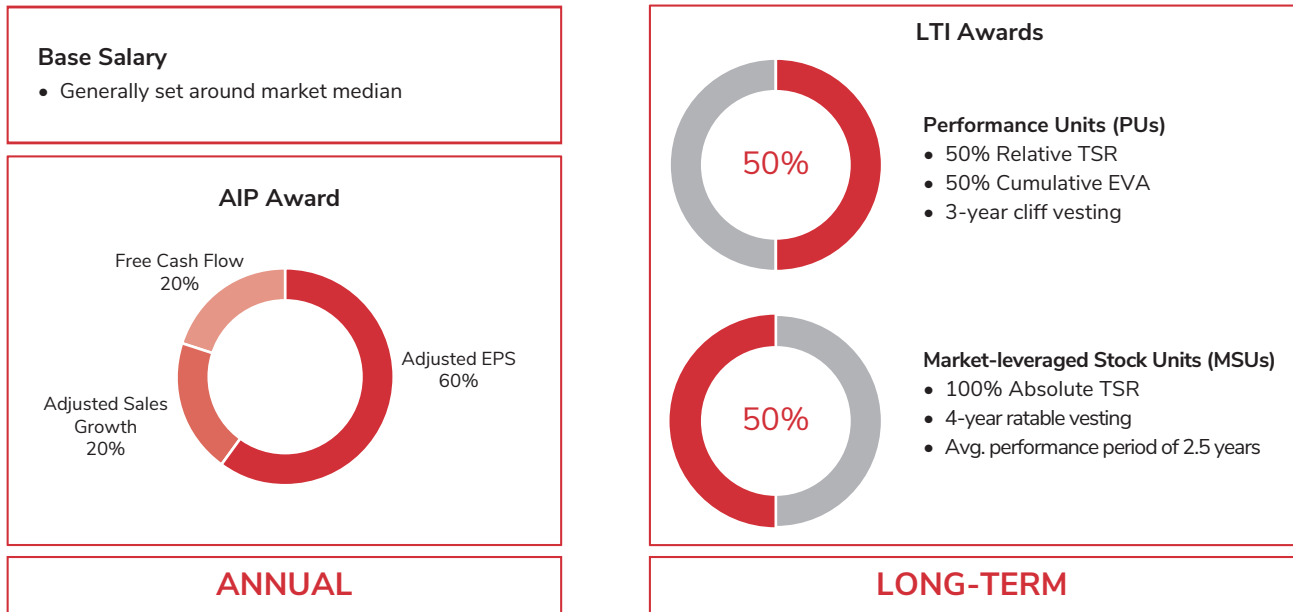 Base Salary
• Generally set around market median
AIP Award
Free Cash Flow
20%
Adjusted EPS
60%
Adjusted Sales
Growth
20%
ANNUAL
LTI Awards
50%
Performance Units (PUs)
• 50% Relative TSR
• 50% Cumulative EVA
• 3-year cliff vesting
50%
Market-leveraged Stock Units (MSUs)
• 100% Absolute TSR
• 4-year ratable vesting
• Avg. performance period of 2.5 years
LONG-TERM